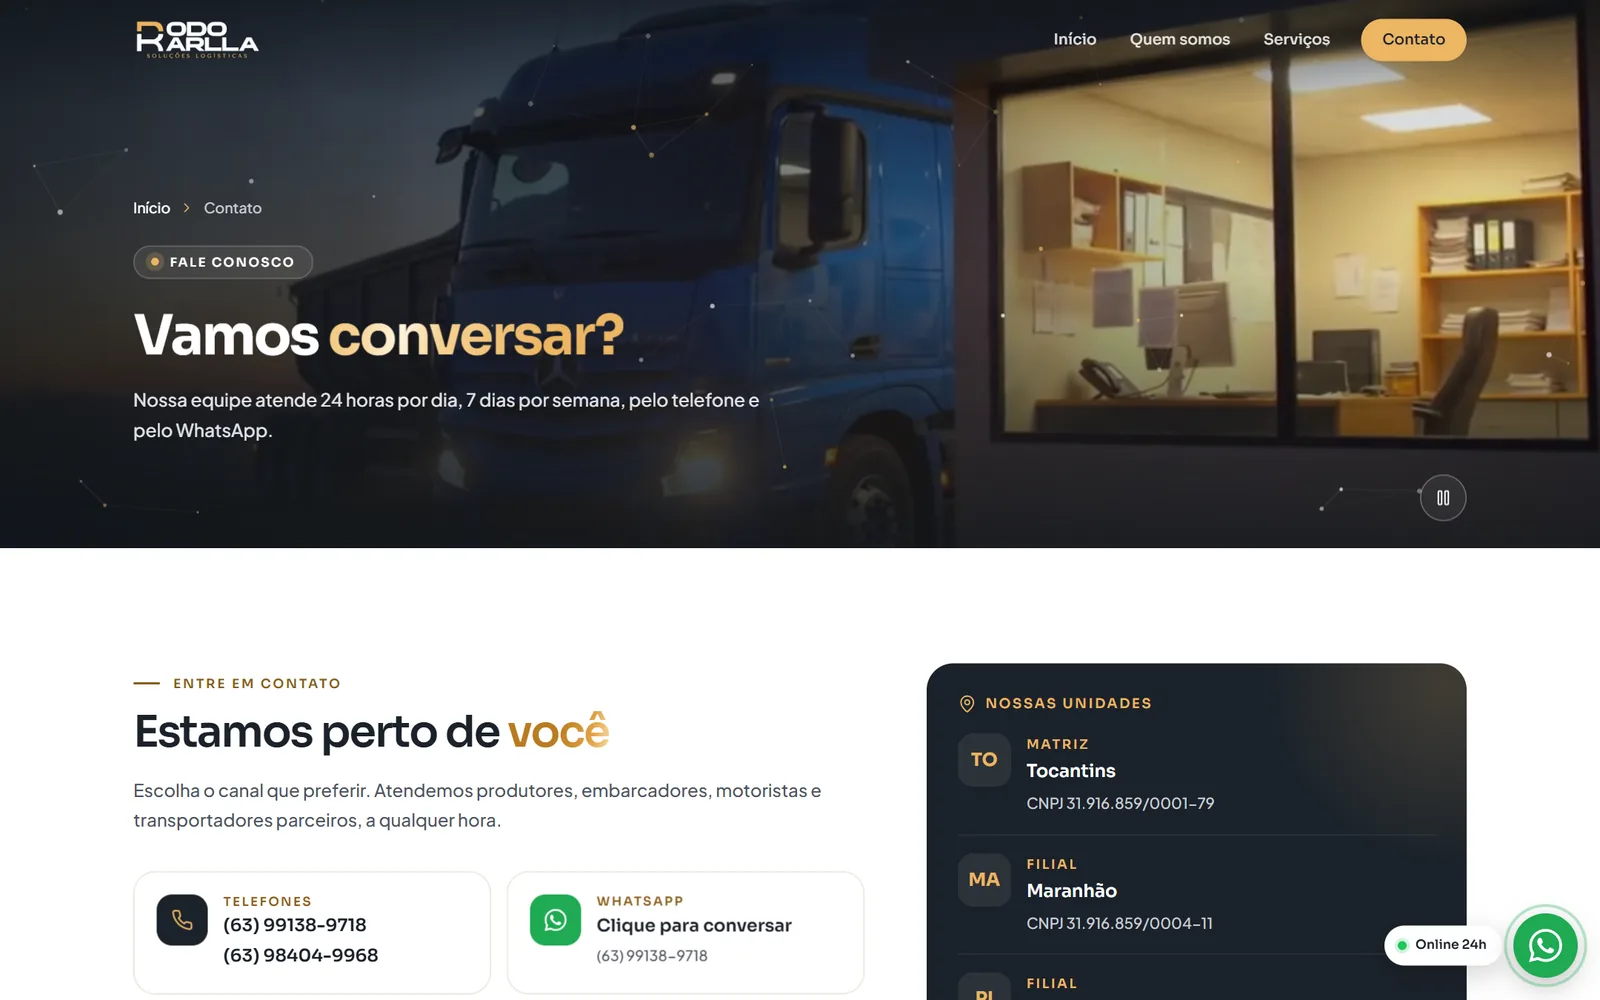 RODO
KARLLA
SOLUÇÕES LOGÍSTICAS
Início
Quem somos
Serviços
Contato
Início > Contato
FALE CONOSCO
Vamos conversar?
Nossa equipe atende 24 horas por dia, 7 dias por semana, pelo telefone e
pelo WhatsApp.
ENTRE EM CONTATO
Estamos perto de você
Escolha o canal que preferir. Atendemos produtores, embarcadores, motoristas e
transportadores parceiros, a qualquer hora.
TELEFONES
(63) 99138-9718
(63) 98404-9968
WHATSAPP
Clique para conversar
(63) 99138-9718
NOSSAS UNIDADES
TO
MATRIZ
Tocantins
CNPJ 31.916.859/0001-79
MA
FILIAL
Maranhão
CNPJ 31.916.859/0004-11
PI
FILIAL
Online 24h